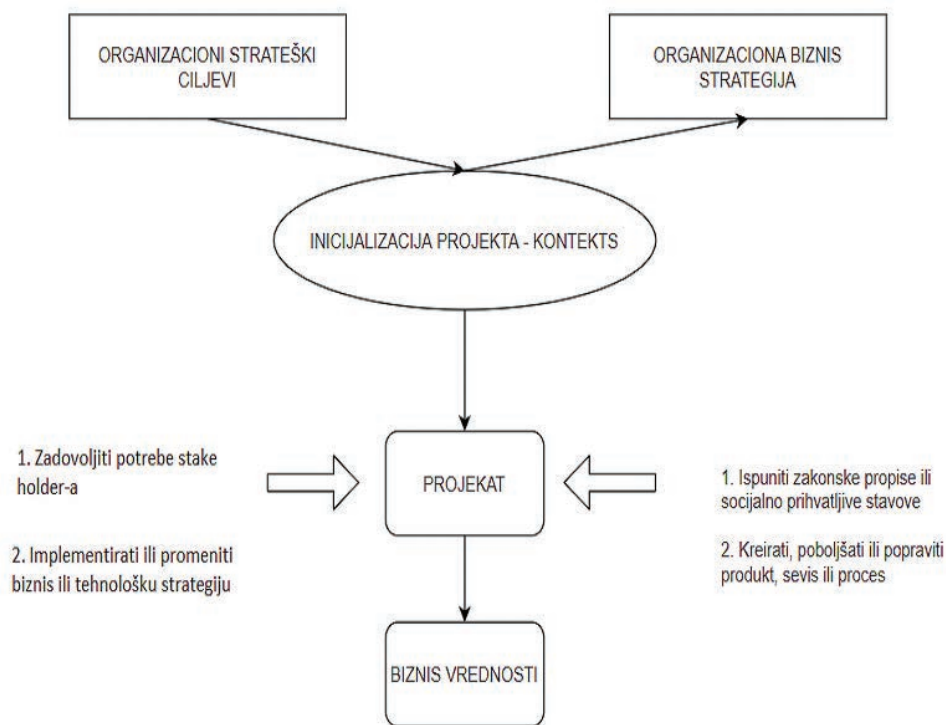 ORGANIZACIONI STRATEŠKI
CILJEVI
ORGANIZACIONA BIZNIS
STRATEGIJA
INICIJALIZACIJA PROJEKTA - KONTEKTS
1. Zadovoljiti potrebe stake
holder-a
2. Implementirati ili promeniti
biznis ili tehnološku strategiju
PROJEKAT
1. Ispuniti zakonske propise ili
socijalno prihvatljive stavove
2. Kreirati, poboljšati ili popraviti
produkt, sevis ili proces
BIZNIS VREDNOSTI